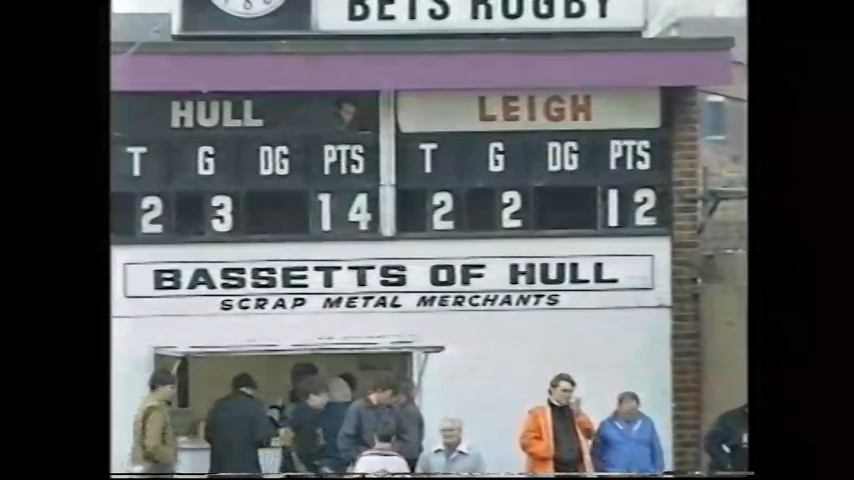 BETS RUGBY
HULL LEIGH
T G DG PTS T G DG PTS
2 3 14 2 2 12
BASSETTS OF HULL
SCRAP METAL MERCHANTS